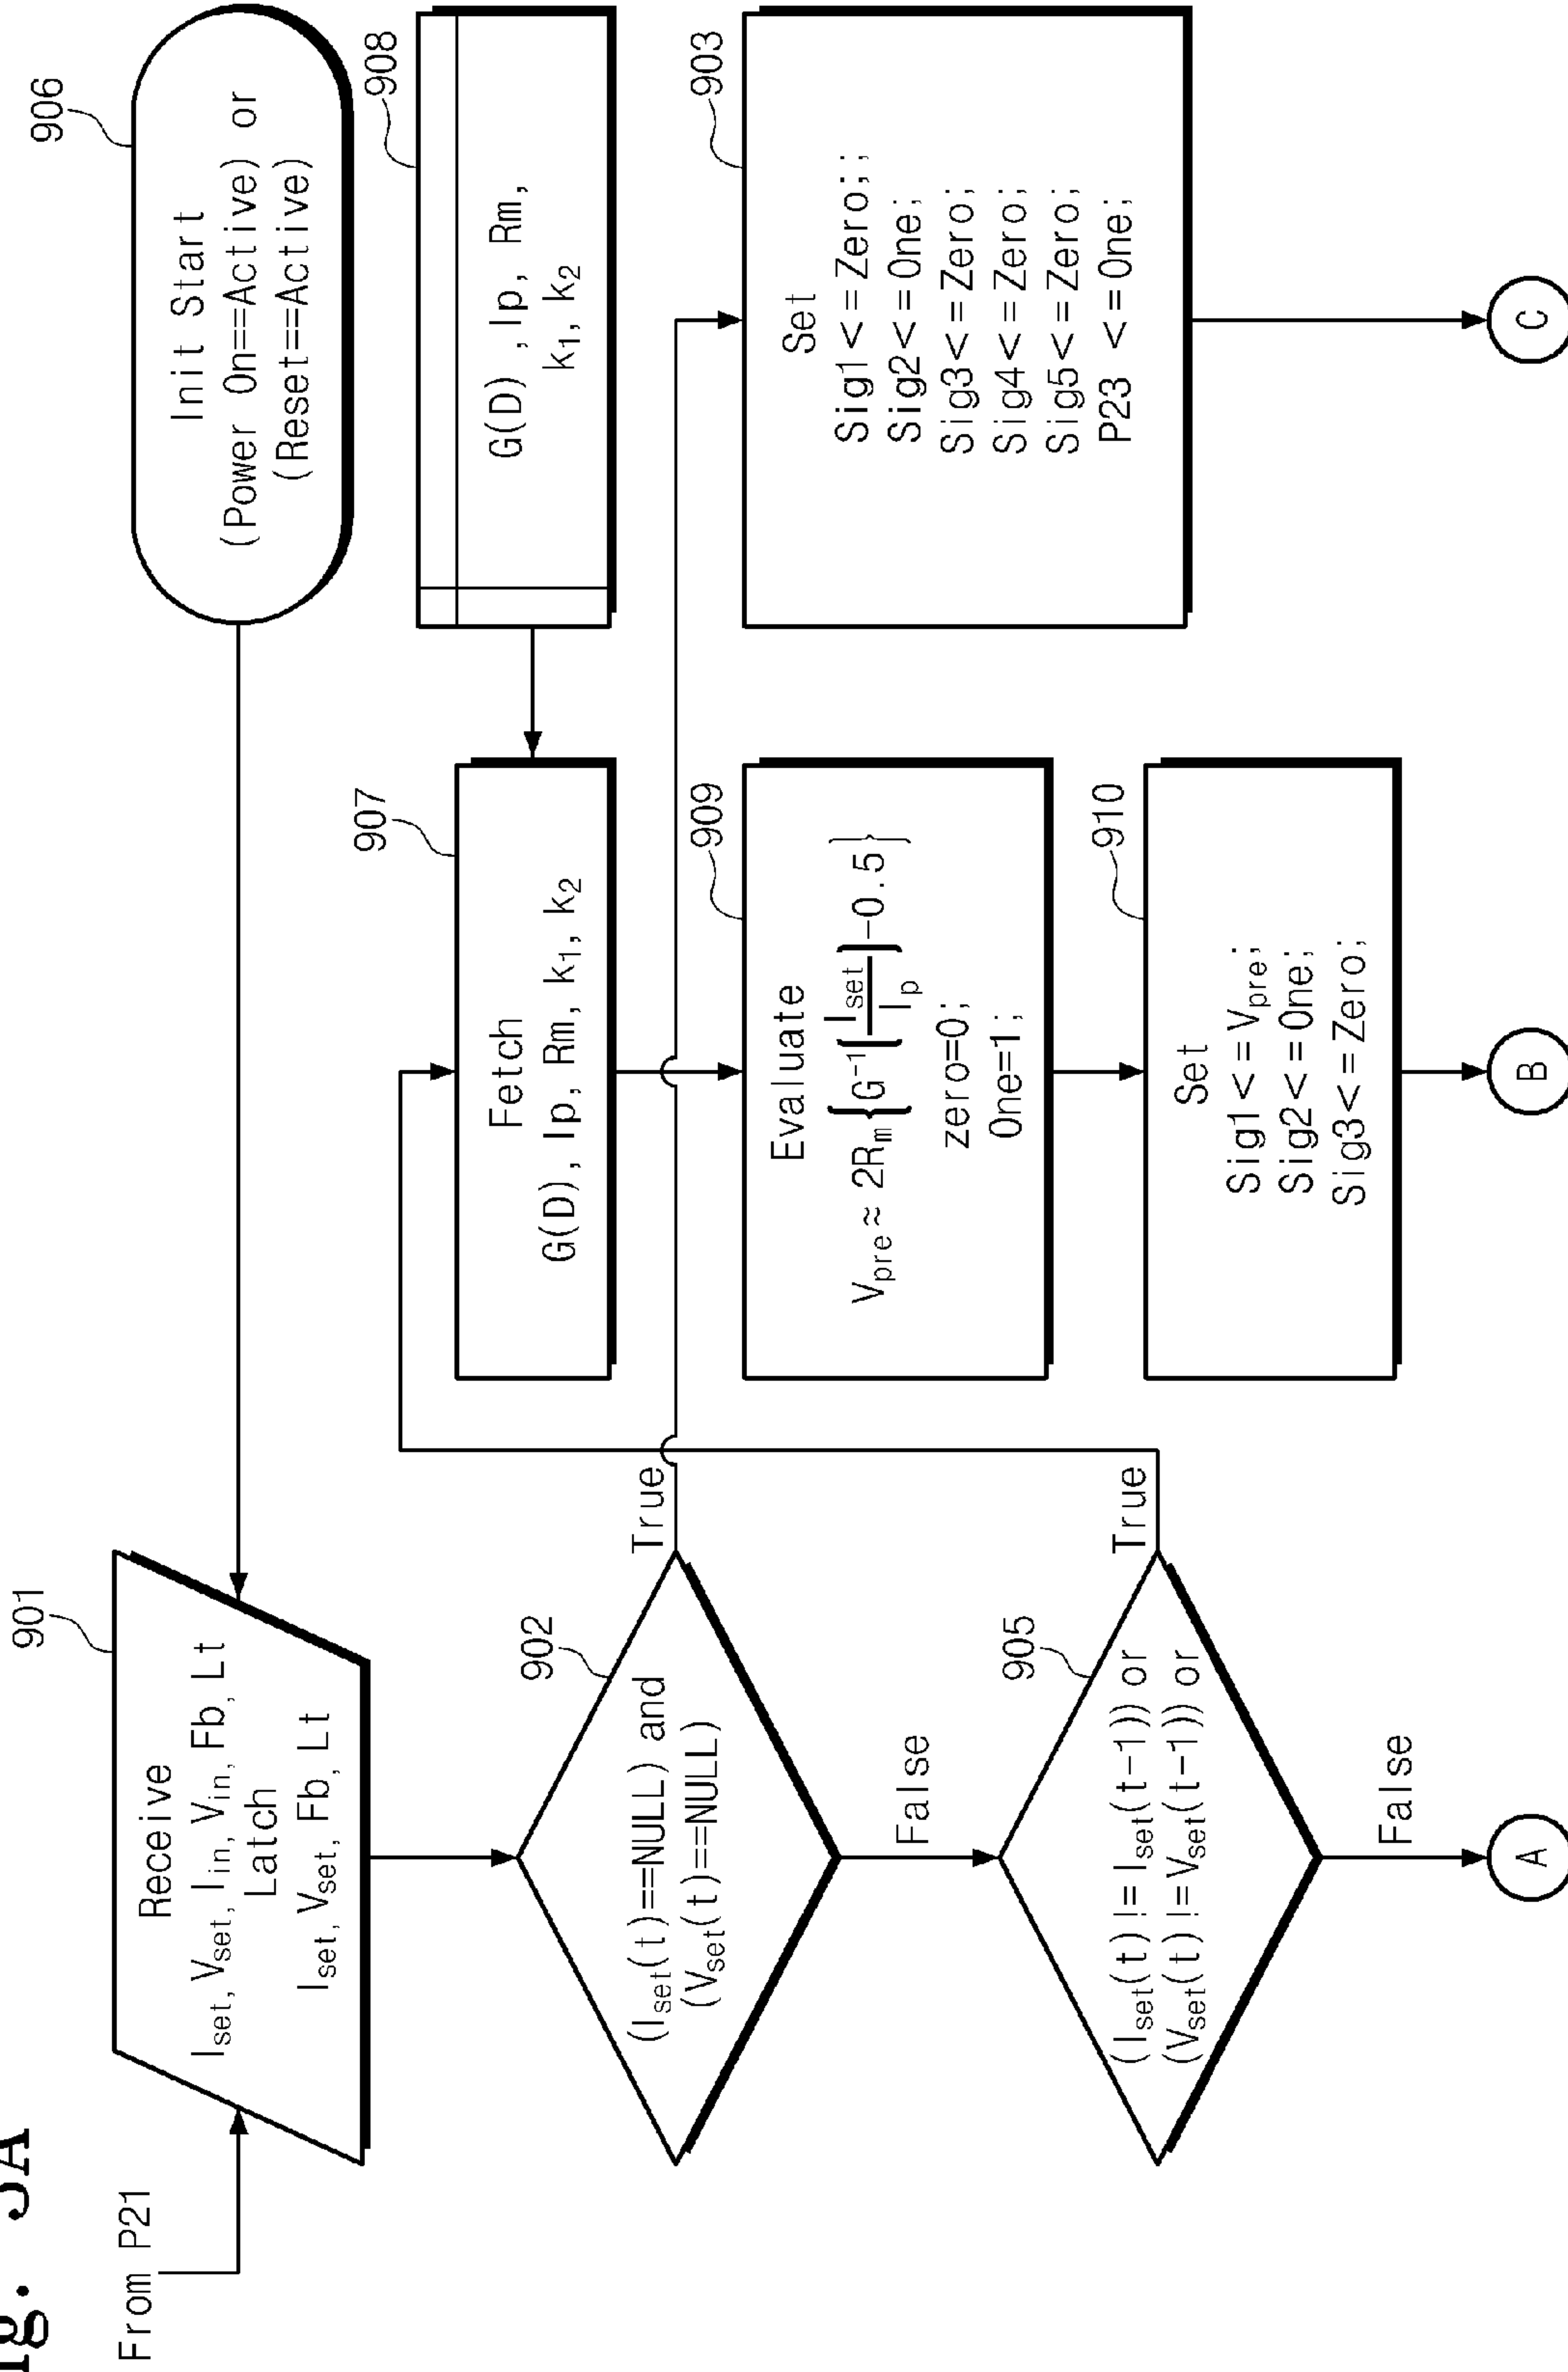 From P21
901
Receive
Iset, Vset, Iin, Vin, Fb, Lt
Latch
Iset, Vset, Fb, Lt
906
Init Start
(Power On==Active) or
(Reset==Active)
902
(Iset(t)==NULL) and
(Vset(t)==NULL)
True
False
905
(Iset(t) != Iset(t-1)) or
(Vset(t) != Vset(t-1)) or
True
False
A
907
Fetch
G(D), Ip, Rm, k1, k2
908
G(D), Ip, Rm,
k1, k2
909
Evaluate
Vpre ≈ 2Rm{G-1(Iset/Ip)-0.5}
zero=0;
One=1;
910
Set
Sig1<=Vpre;
Sig2<=One;
Sig3<=Zero;
B
903
Set
Sig1<=Zero;;
Sig2<=One;
Sig3<=Zero;
Sig4<=Zero;
Sig5<=Zero;
P23 <=One;
C